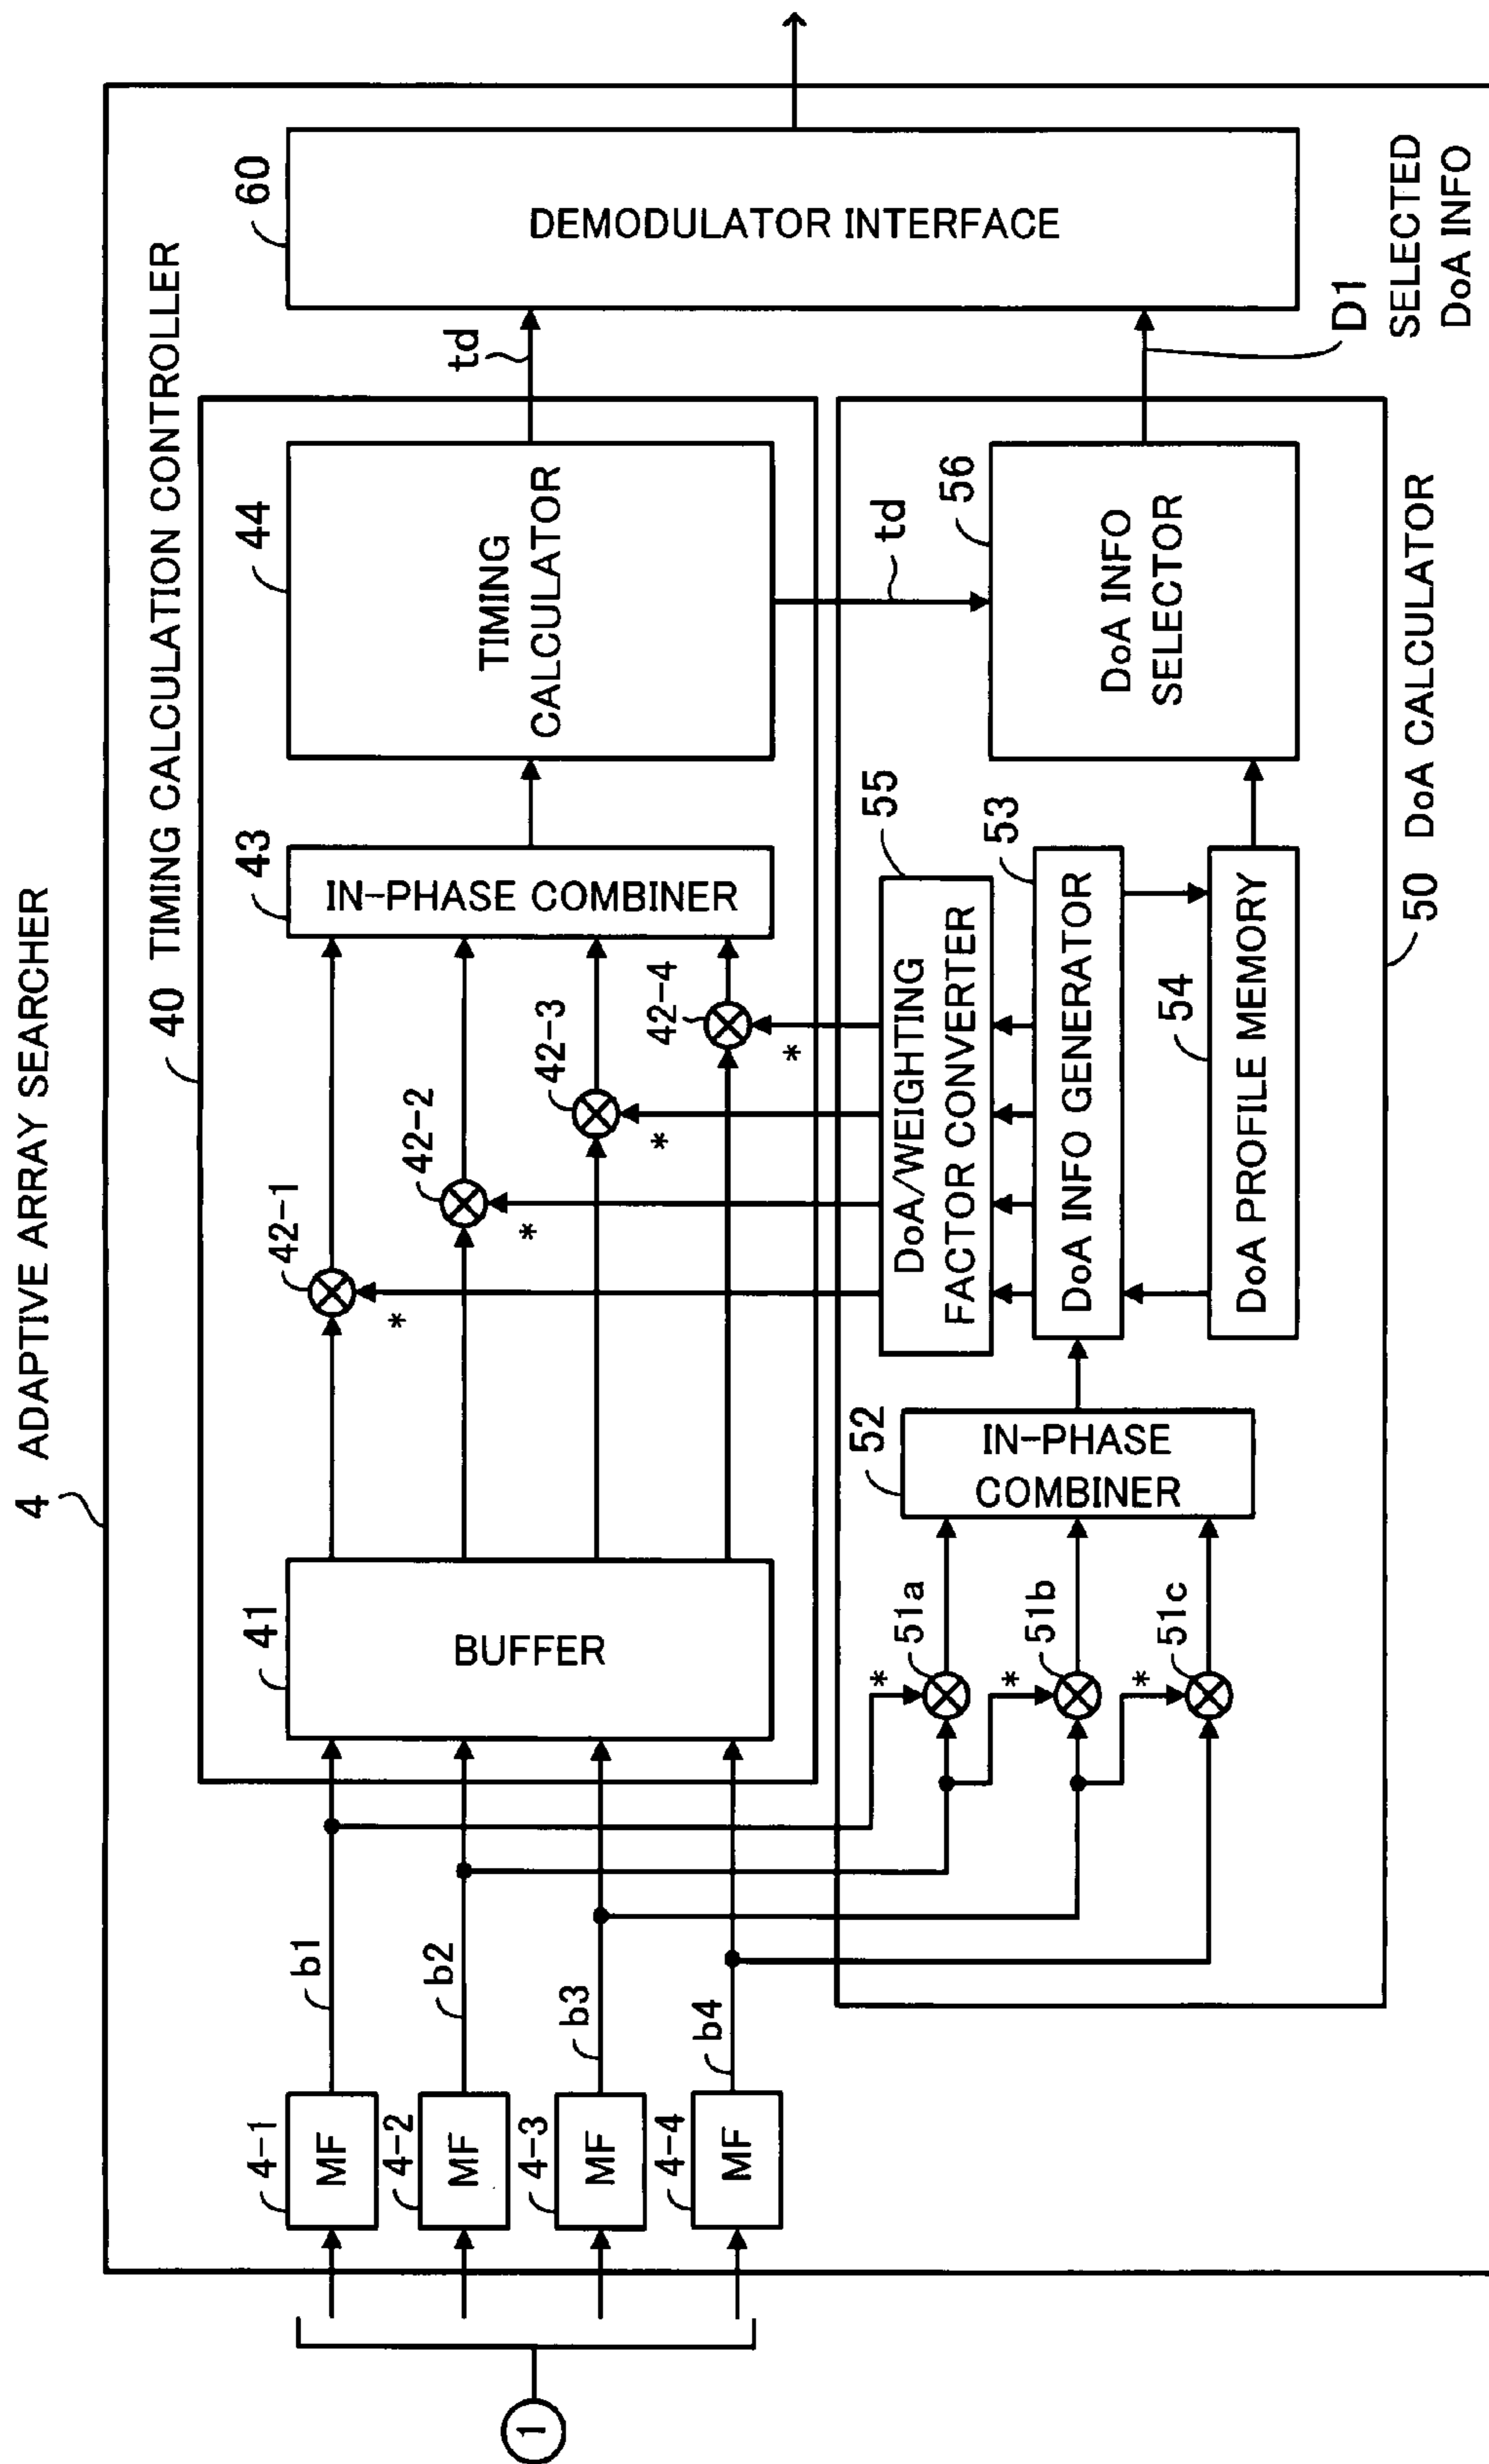 4 ADAPTIVE ARRAY SEARCHER
40 TIMING CALCULATION CONTROLLER
1
4-1
MF
4-2
MF
4-3
MF
4-4
MF
b1
b2
b3
b4
41
BUFFER
42-1
*
42-2
*
42-3
*
42-4
*
43
IN-PHASE COMBINER
44
TIMING
CALCULATOR
td
60
DEMODULATOR INTERFACE
td
51a
*
51b
*
51c
*
52
IN-PHASE
COMBINER
55
DoA/WEIGHTING
FACTOR CONVERTER
53
DoA INFO GENERATOR
54
DoA PROFILE MEMORY
56
DoA INFO
SELECTOR
D1
SELECTED
DoA INFO
50 DoA CALCULATOR